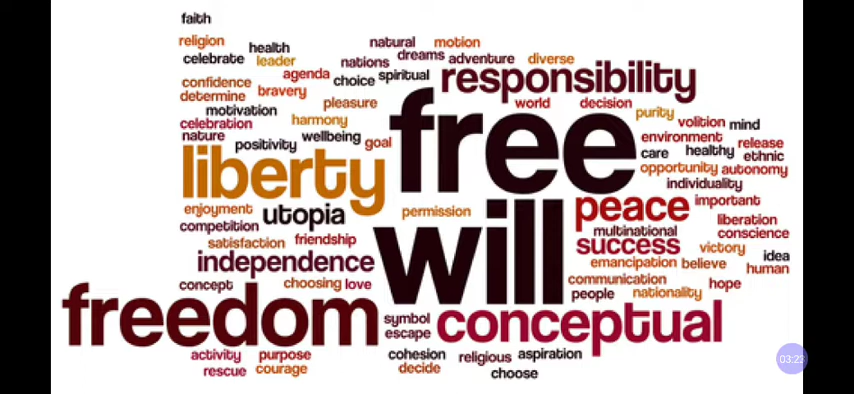 faith
religion
health
natural
motion
celebrate
leader
nations
dreams
adventure
diverse
confidence
agenda
choice
spiritual
responsibility
determine
bravery
pleasure
world
decision
motivation
harmony
free
purity
volition
mind
celebration
nature
positivity
wellbeing
goal
environment
release
care
healthy
ethnic
liberty
opportunity
autonomy
individuality
enjoyment
utopia
permission
will
peace
important
competition
multinational
liberation
conscience
satisfaction
friendship
success
victory
independence
emancipation
believe
idea
human
concept
choosing
love
communication
hope
people
nationality
freedom
symbol
escape
conceptual
activity
purpose
cohesion
religious
aspiration
rescue
courage
decide
choose
03:23